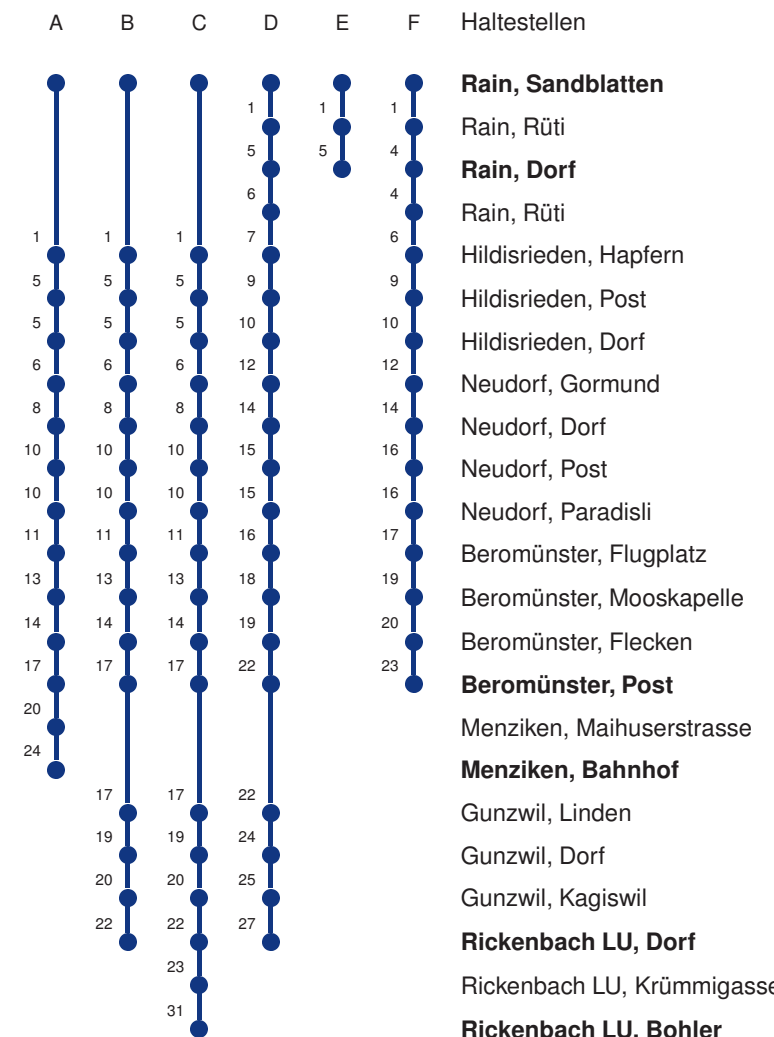 A B C D E F Haltestellen
Rain, Sandblatten
1 1 1 Rain, Rüti
5 5 4 Rain, Dorf
6 4 Rain, Rüti
1 1 1 7 6 Hildisrieden, Hapfern
5 5 5 9 9 Hildisrieden, Post
5 5 5 10 10 Hildisrieden, Dorf
6 6 6 12 12 Neudorf, Gormund
8 8 8 14 14 Neudorf, Dorf
10 10 10 15 16 Neudorf, Post
10 10 10 15 16 Neudorf, Paradisli
11 11 11 16 17 Beromünster, Flugplatz
13 13 13 18 19 Beromünster, Mooskapelle
14 14 14 19 20 Beromünster, Flecken
17 17 17 22 23 Beromünster, Post
20 Menziken, Maihuserstrasse
24 Menziken, Bahnhof
17 17 22 Gunzwil, Linden
19 19 24 Gunzwil, Dorf
20 20 25 Gunzwil, Kagiswil
22 22 27 Rickenbach LU, Dorf
23 Rickenbach LU, Krümmigasse
31 Rickenbach LU, Bohler